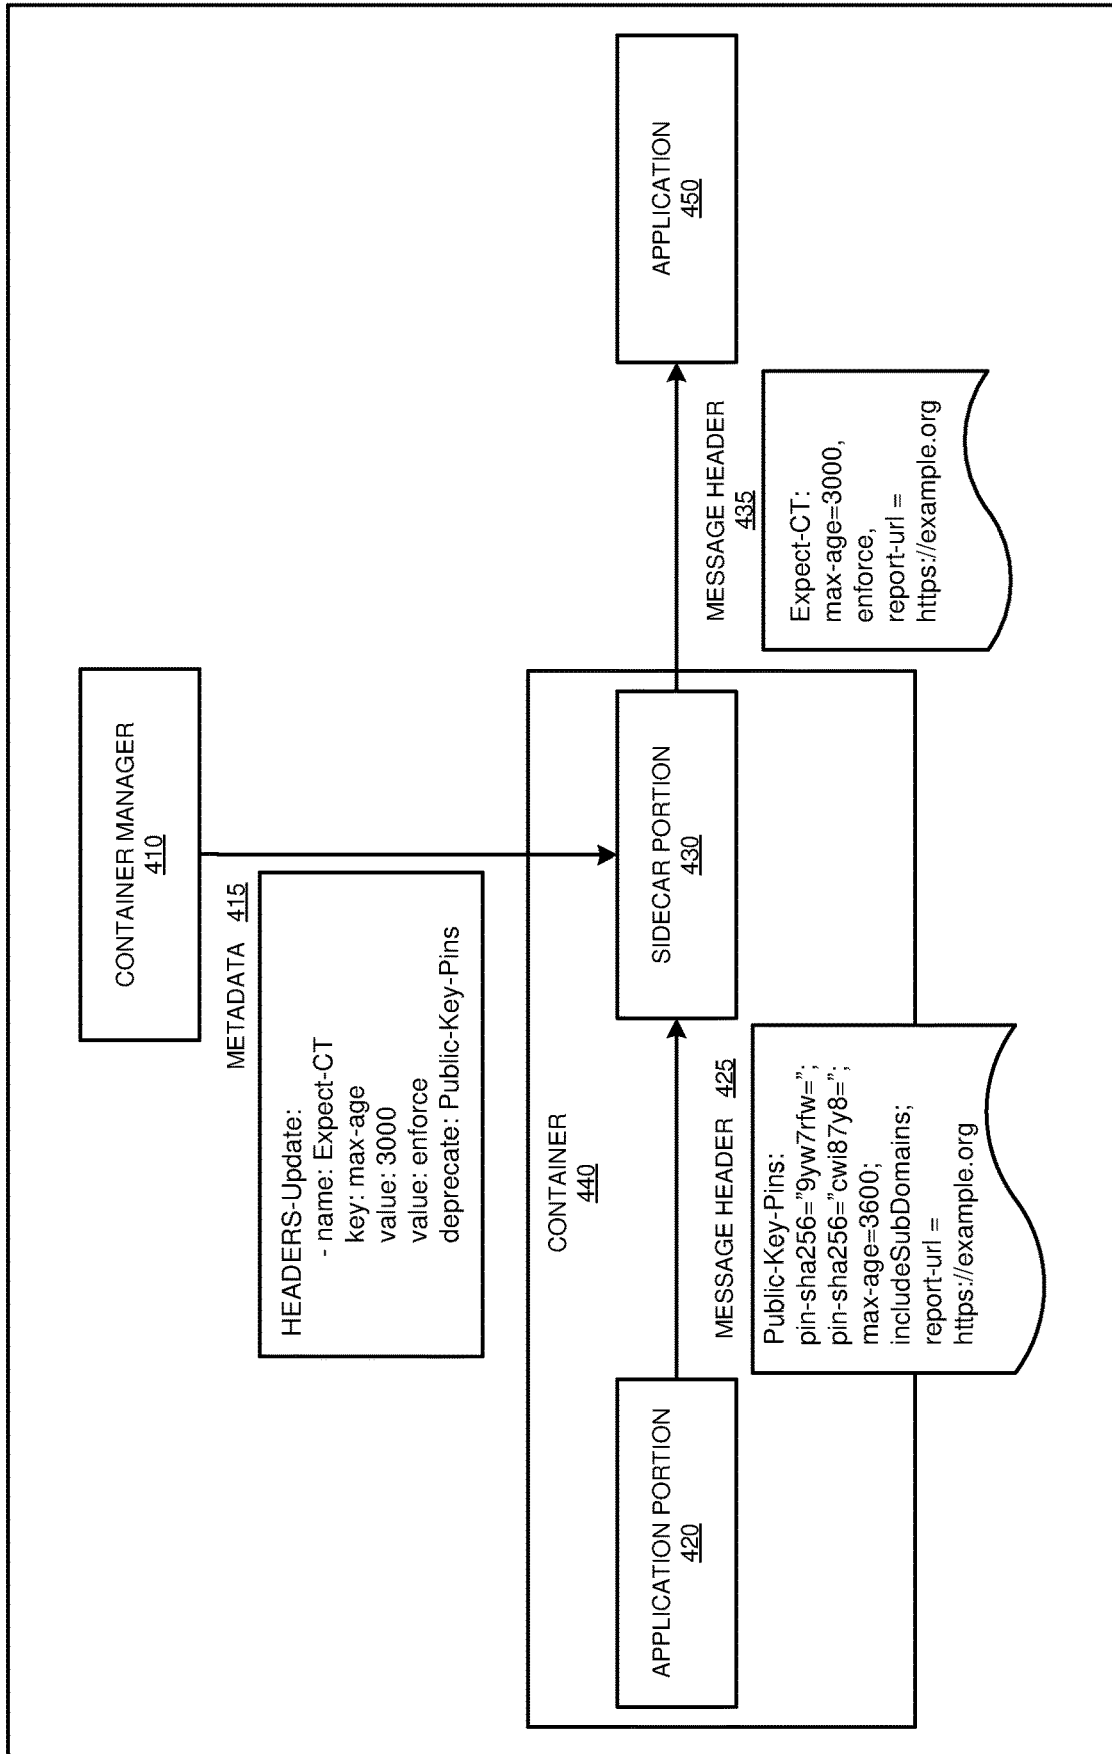 CONTAINER MANAGER
410
METADATA 415
HEADERS-Update:
- name: Expect-CT
key: max-age
value: 3000
value: enforce
deprecate: Public-Key-Pins
CONTAINER
440
APPLICATION PORTION
420
SIDECAR PORTION
430
APPLICATION
450
MESSAGE HEADER 425
Public-Key-Pins:
pin-sha256="9yw7rfw=";
pin-sha256="cwi87y8=";
max-age=3600;
includeSubDomains;
report-url =
https://example.org
MESSAGE HEADER
435
Expect-CT:
max-age=3000,
enforce,
report-url =
https://example.org